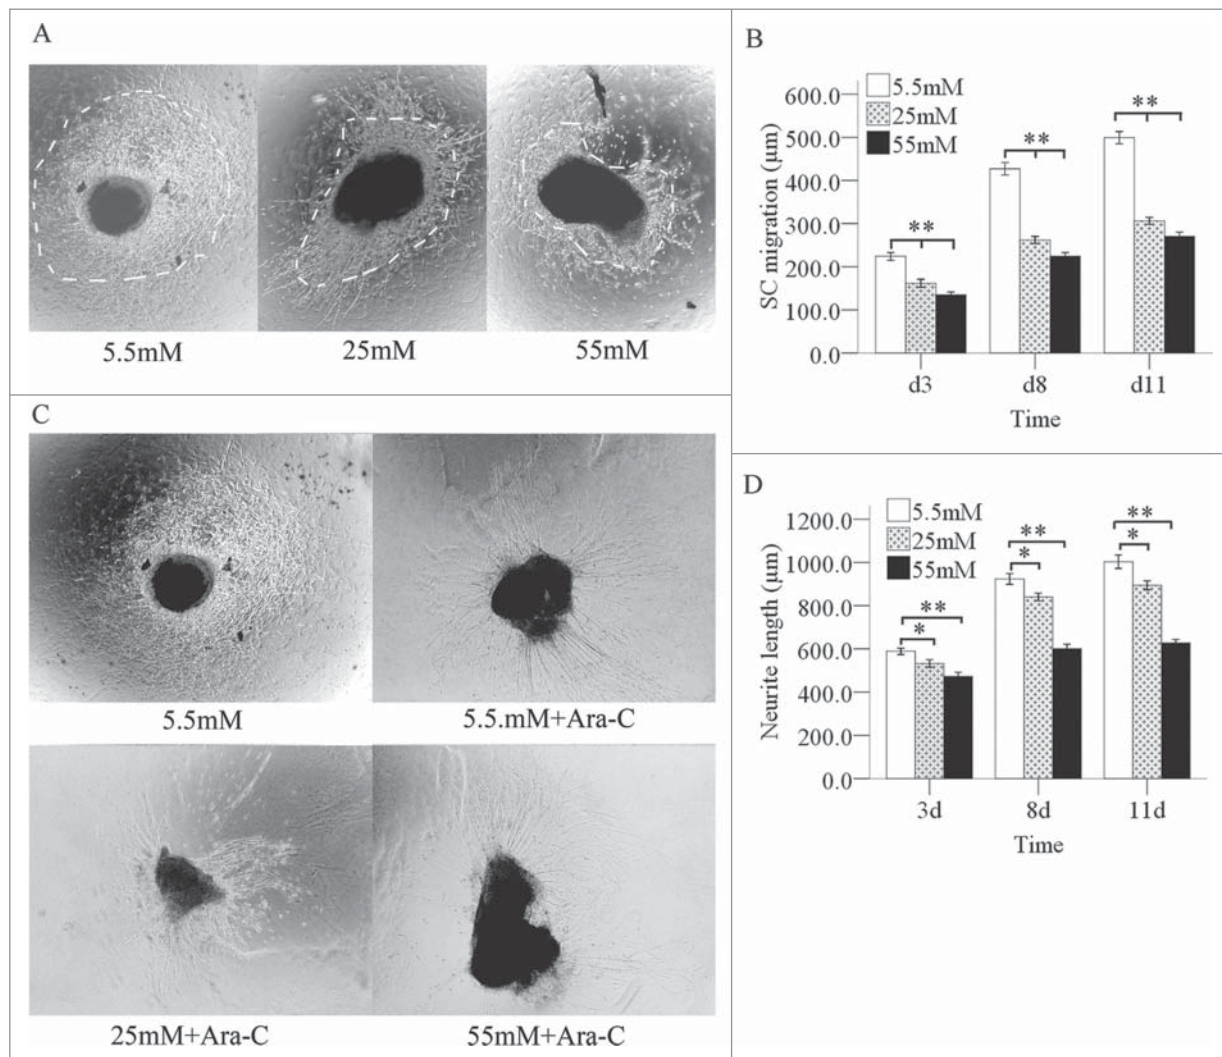 A
5.5mM
25mM
55mM
B
5.5mM
25mM
55mM
600.0
500.0
400.0
300.0
200.0
100.0
0.0
SC migration (μm)
**
**
**
d3
d8
d11
Time
C
5.5mM
5.5.mM+Ara-C
25mM+Ara-C
55mM+Ara-C
D
5.5mM
25mM
55mM
1200.0
1000.0
800.0
600.0
400.0
200.0
0.0
Neurite length (μm)
**
*
**
*
**
*
3d
8d
11d
Time